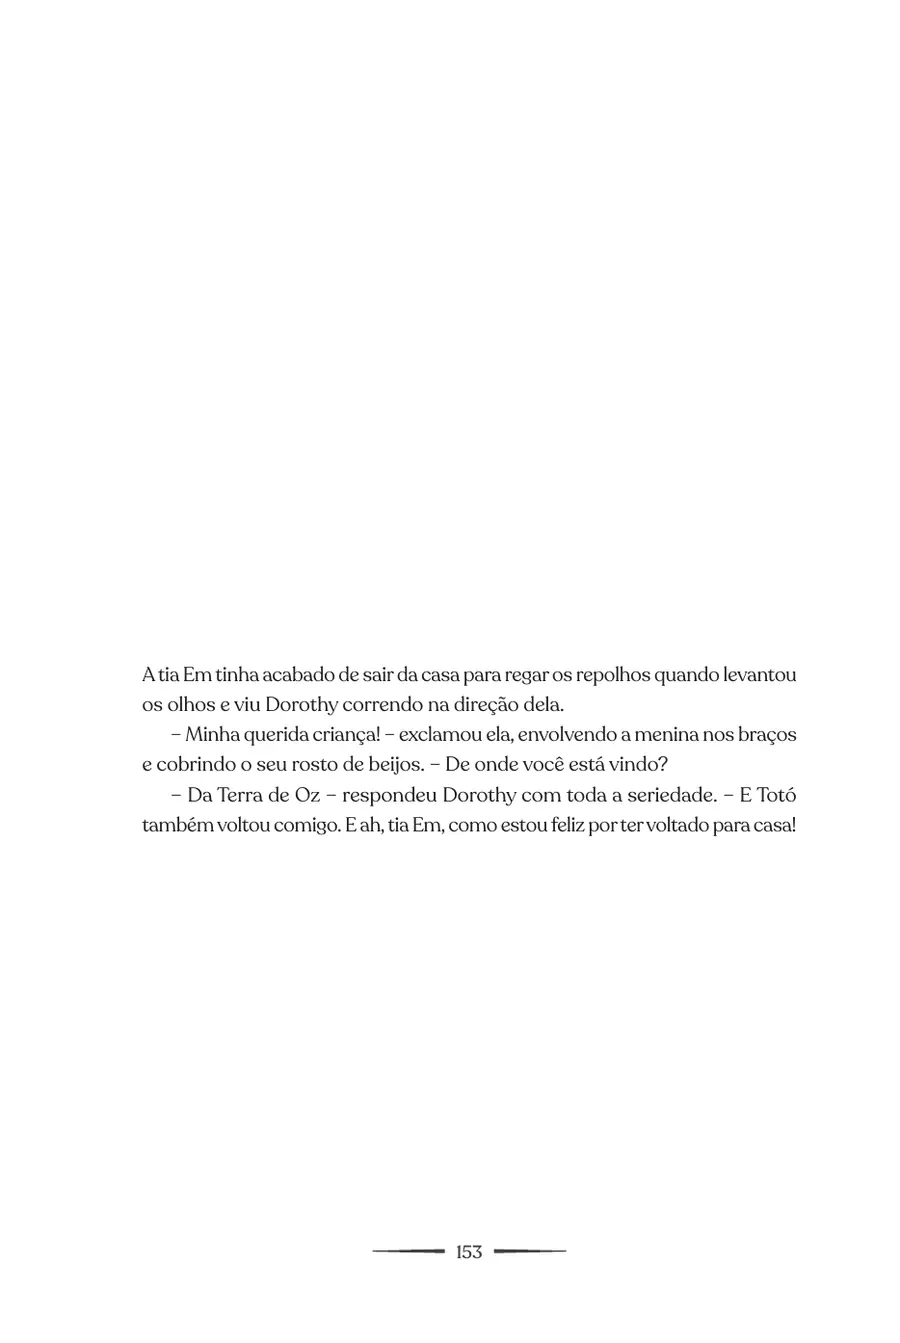 A tia Em tinha acabado de sair da casa para regar os repolhos quando levantou
os olhos e viu Dorothy correndo na direção dela.
– Minha querida criança! – exclamou ela, envolvendo a menina nos braços
e cobrindo o seu rosto de beijos. – De onde você está vindo?
– Da Terra de Oz – respondeu Dorothy com toda a seriedade. – E Totó
também voltou comigo. E ah, tia Em, como estou feliz por ter voltado para casa!
153